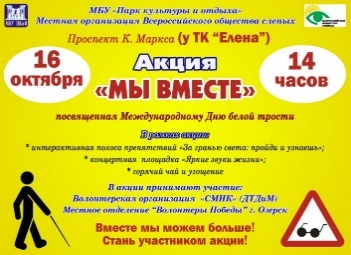 МБУ «Парк культуры и отдыха»
Местная организация Всероссийского общества слепых
Проспект К. Маркса (у ТК "Елена")
16 октября
Акция
«МЫ ВМЕСТЕ»
14 часов
посвященная Международному Дню белой трости
В рамках акции:
* интерактивная полоса препятствий «За гранью света: пройди и узнаешь»;
* концертная площадка «Яркие звуки жизни»;
* горячий чай и угощение
В акции принимают участие:
Волонтерская организация «СМИК» (ДТДиМ)
Местное отделение "Волонтеры Победы" г. Озерск
Вместе мы можем больше!
Стань участником акции!